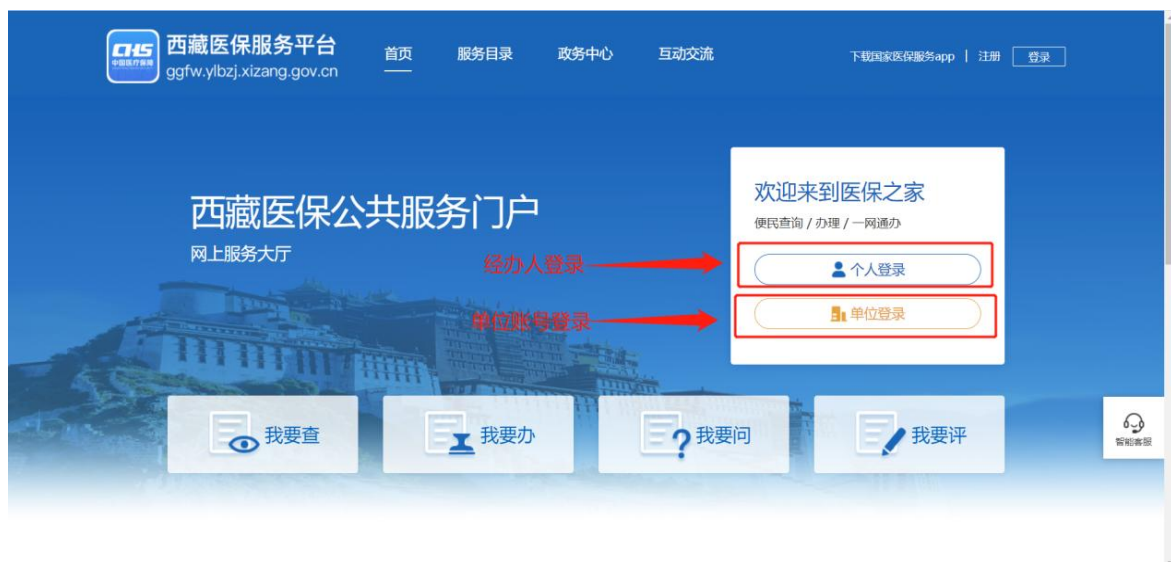 CHS
中国医疗保障
西藏医保服务平台
ggfw.ylbzj.xizang.gov.cn
首页 服务目录 政务中心 互动交流
下载国家医保服务app | 注册 登录
西藏医保公共服务门户
网上服务大厅
欢迎来到医保之家
便民查询 / 办理 / 一网通办
经办人登录
个人登录
单位账号登录
单位登录
我要查 我要办 我要问 我要评
智能客服